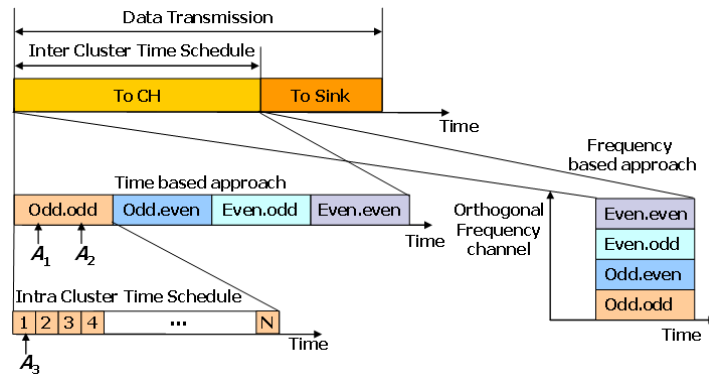 Data Transmission
Inter Cluster Time Schedule
To CH
To Sink
Time
Frequency
based approach
Time based approach
Odd.odd
Odd.even
Even.odd
Even.even
Time
A1
A2
Orthogonal
Frequency
channel
Even.even
Even.odd
Odd.even
Odd.odd
Time
Intra Cluster Time Schedule
1 2 3 4 ... N
Time
A3